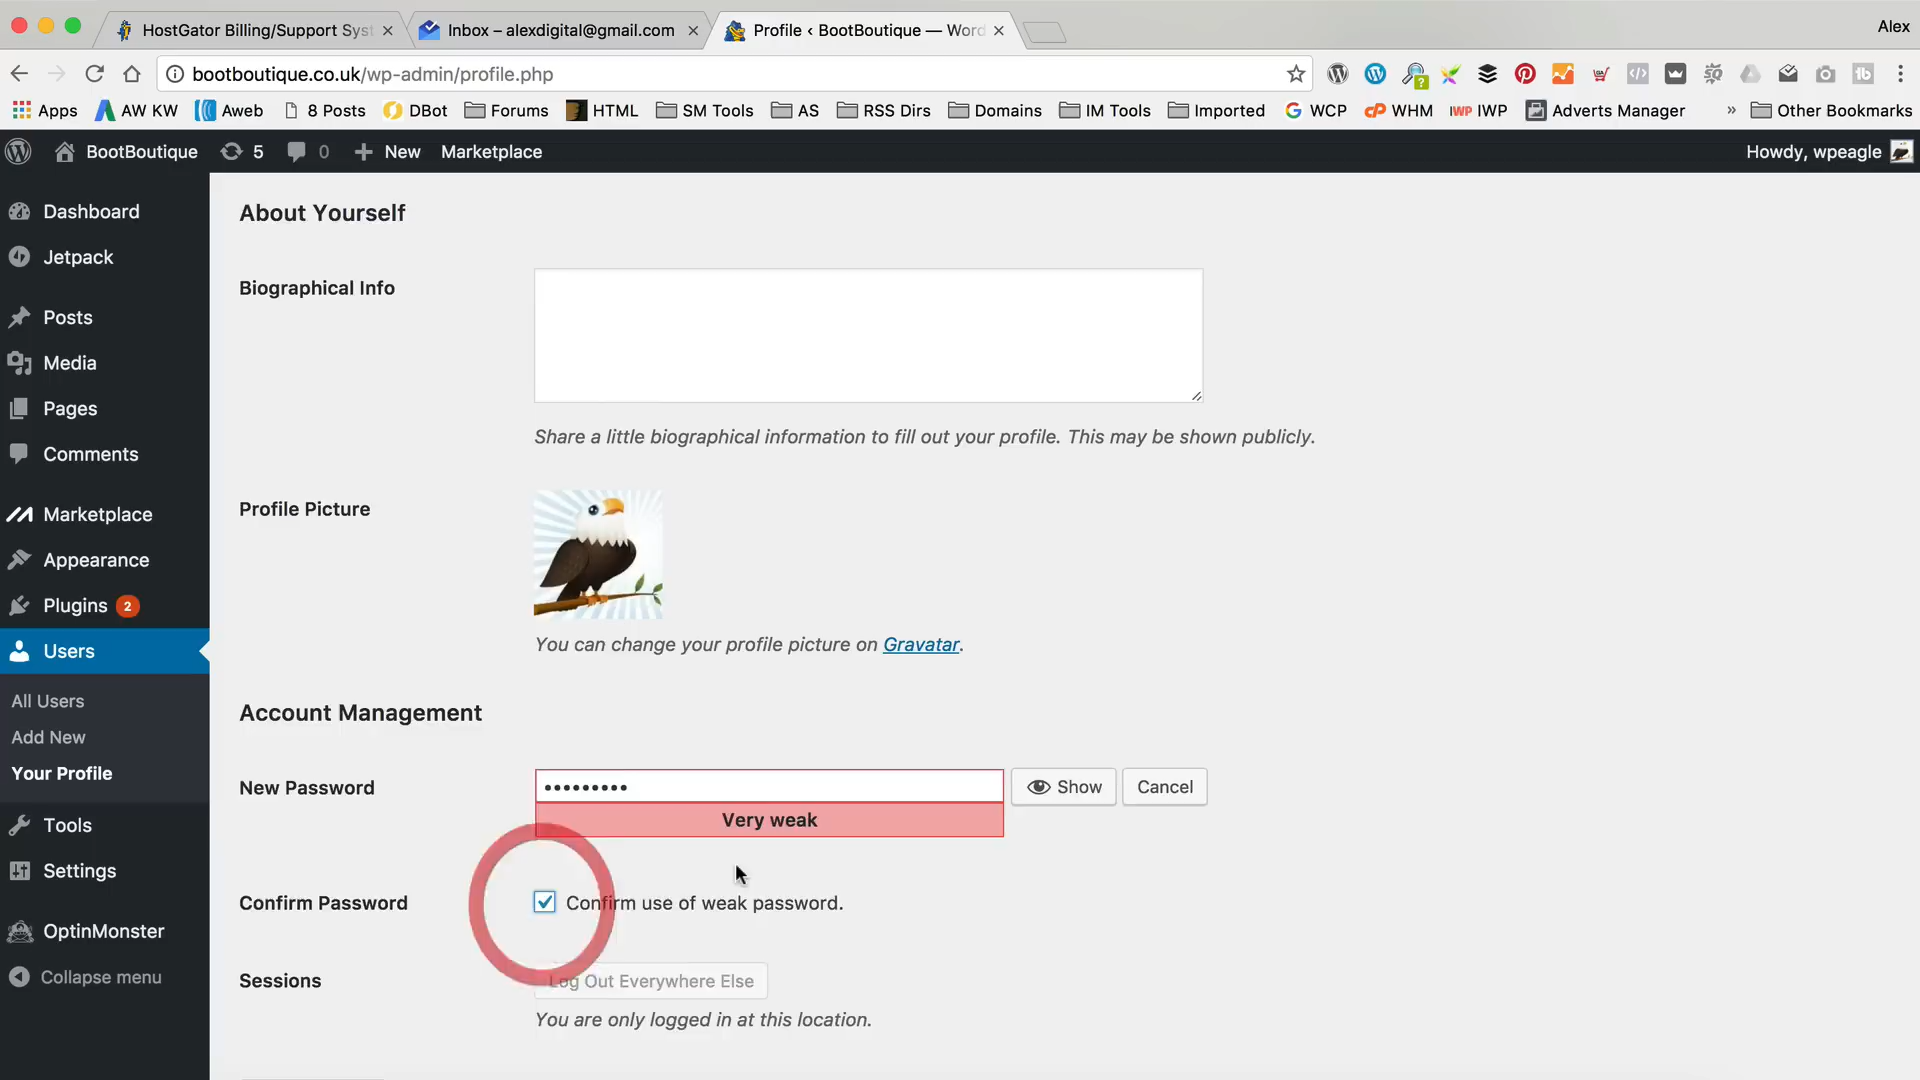 HostGator Billing/Support Syst
Inbox – alexdigital@gmail.com
Profile ‹ BootBoutique — Word
Alex
bootboutique.co.uk/wp-admin/profile.php
Apps
AW KW
Aweb
8 Posts
DBot
Forums
HTML
SM Tools
AS
RSS Dirs
Domains
IM Tools
Imported
WCP
WHM
IWP
Adverts Manager
»
Other Bookmarks
BootBoutique
5
0
New
Marketplace
Howdy, wpeagle
Dashboard
Jetpack
Posts
Media
Pages
Comments
Marketplace
Appearance
Plugins 2
Users
All Users
Add New
Your Profile
Tools
Settings
OptinMonster
Collapse menu
About Yourself
Biographical Info
Share a little biographical information to fill out your profile. This may be shown publicly.
Profile Picture
You can change your profile picture on Gravatar.
Account Management
New Password
•••••••••
Show
Cancel
Very weak
Confirm Password
Confirm use of weak password.
Sessions
Log Out Everywhere Else
You are only logged in at this location.